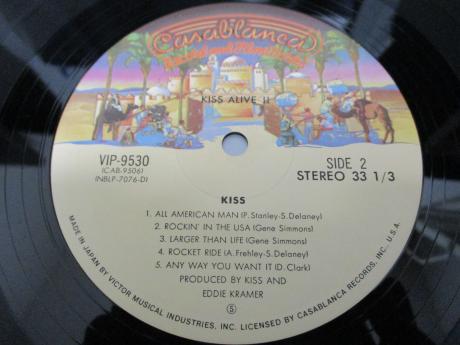 Casablanca
Record and FilmWorks
KISS ALIVE II
VIP-9530
(CAB-9506)
(NBLP-7076-D)
SIDE 2
STEREO 33 1/3
KISS
1. ALL AMERICAN MAN (P. Stanley-S. Delaney)
2. ROCKIN' IN THE USA (Gene Simmons)
3. LARGER THAN LIFE (Gene Simmons)
4. ROCKET RIDE (A. Frehley-S. Delaney)
5. ANY WAY YOU WANT IT (D. Clark)
PRODUCED BY KISS AND
EDDIE KRAMER
S
MADE IN JAPAN BY VICTOR MUSICAL INDUSTRIES, INC. LICENSED BY CASABLANCA RECORDS, INC., U.S.A.